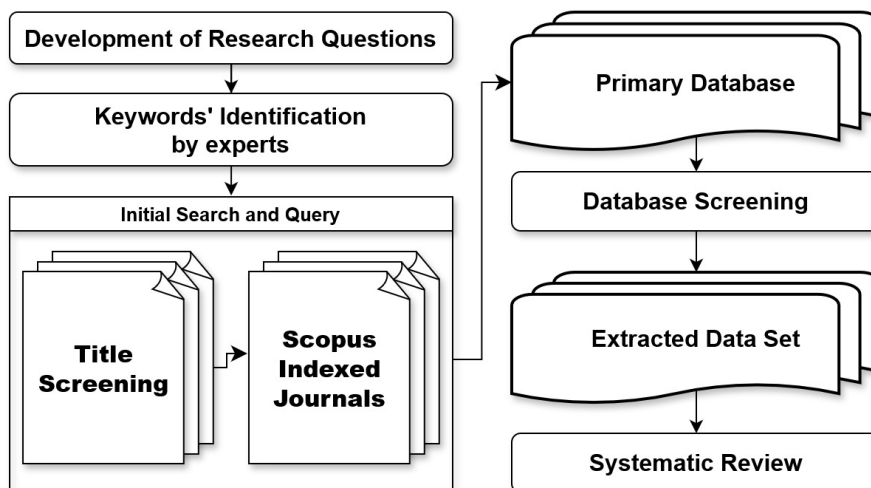 Development of Research Questions
Keywords' Identification
by experts
Initial Search and Query
Title
Screening
Scopus
Indexed
Journals
Primary Database
Database Screening
Extracted Data Set
Systematic Review